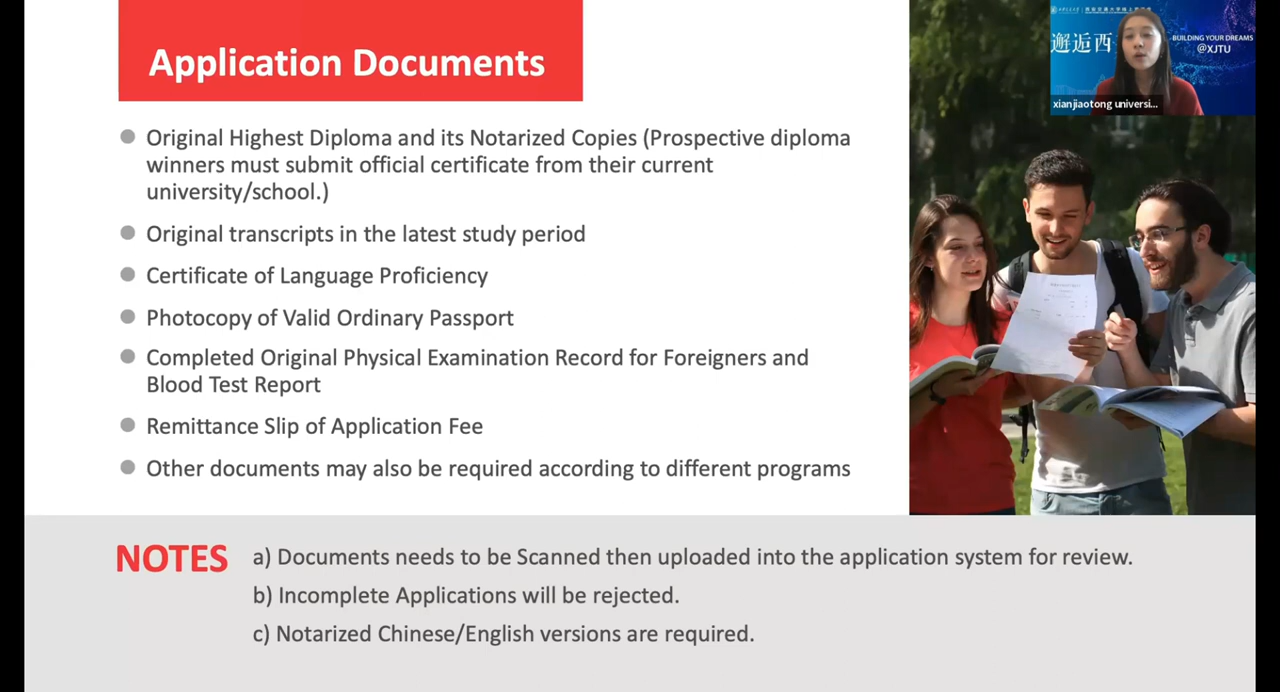 Application Documents
Original Highest Diploma and its Notarized Copies (Prospective diploma
winners must submit official certificate from their current
university/school.)
Original transcripts in the latest study period
Certificate of Language Proficiency
Photocopy of Valid Ordinary Passport
Completed Original Physical Examination Record for Foreigners and
Blood Test Report
Remittance Slip of Application Fee
Other documents may also be required according to different programs
NOTES
a) Documents needs to be Scanned then uploaded into the application system for review.
b) Incomplete Applications will be rejected.
c) Notarized Chinese/English versions are required.
邂逅西
BUILDING YOUR DREAMS
@XJTU
xianjiaotong universi...